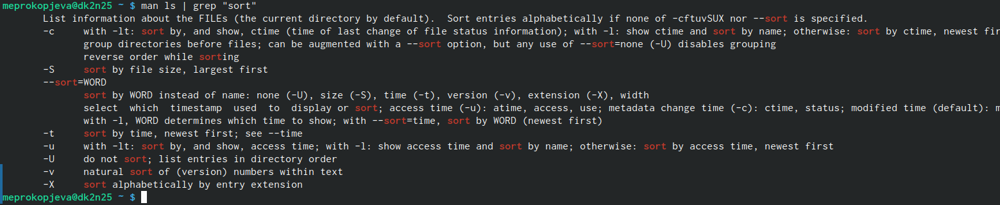 meprokopjeva@dk2n25 ~ $ man ls | grep "sort"
List information about the FILEs (the current directory by default).  Sort entries alphabetically if none of -cftuvSUX nor --sort is specified.
-c     with -lt: sort by, and show, ctime (time of last change of file status information); with -l: show ctime and sort by name; otherwise: sort by ctime, newest fir
group directories before files; can be augmented with a --sort option, but any use of --sort=none (-U) disables grouping
reverse order while sorting
-S     sort by file size, largest first
--sort=WORD
sort by WORD instead of name: none (-U), size (-S), time (-t), version (-v), extension (-X), width
select  which  timestamp  used  to  display or sort; access time (-u): atime, access, use; metadata change time (-c): ctime, status; modified time (default): m
with -l, WORD determines which time to show; with --sort=time, sort by WORD (newest first)
-t     sort by time, newest first; see --time
-u     with -lt: sort by, and show, access time; with -l: show access time and sort by name; otherwise: sort by access time, newest first
-U     do not sort; list entries in directory order
-v     natural sort of (version) numbers within text
-X     sort alphabetically by entry extension
meprokopjeva@dk2n25 ~ $